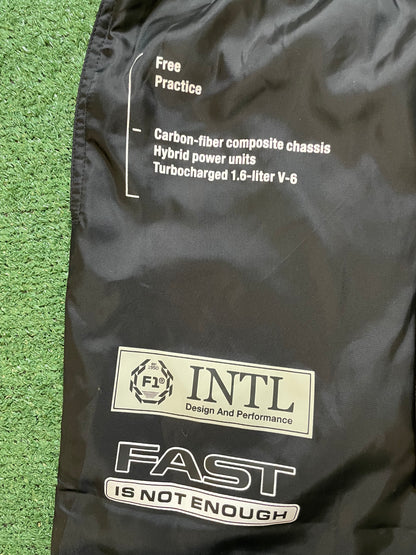 Free
Practice
Carbon-fiber composite chassis
Hybrid power units
Turbocharged 1.6-liter V-6
1950
F1®
INTL
Design And Performance
FAST
IS NOT ENOUGH